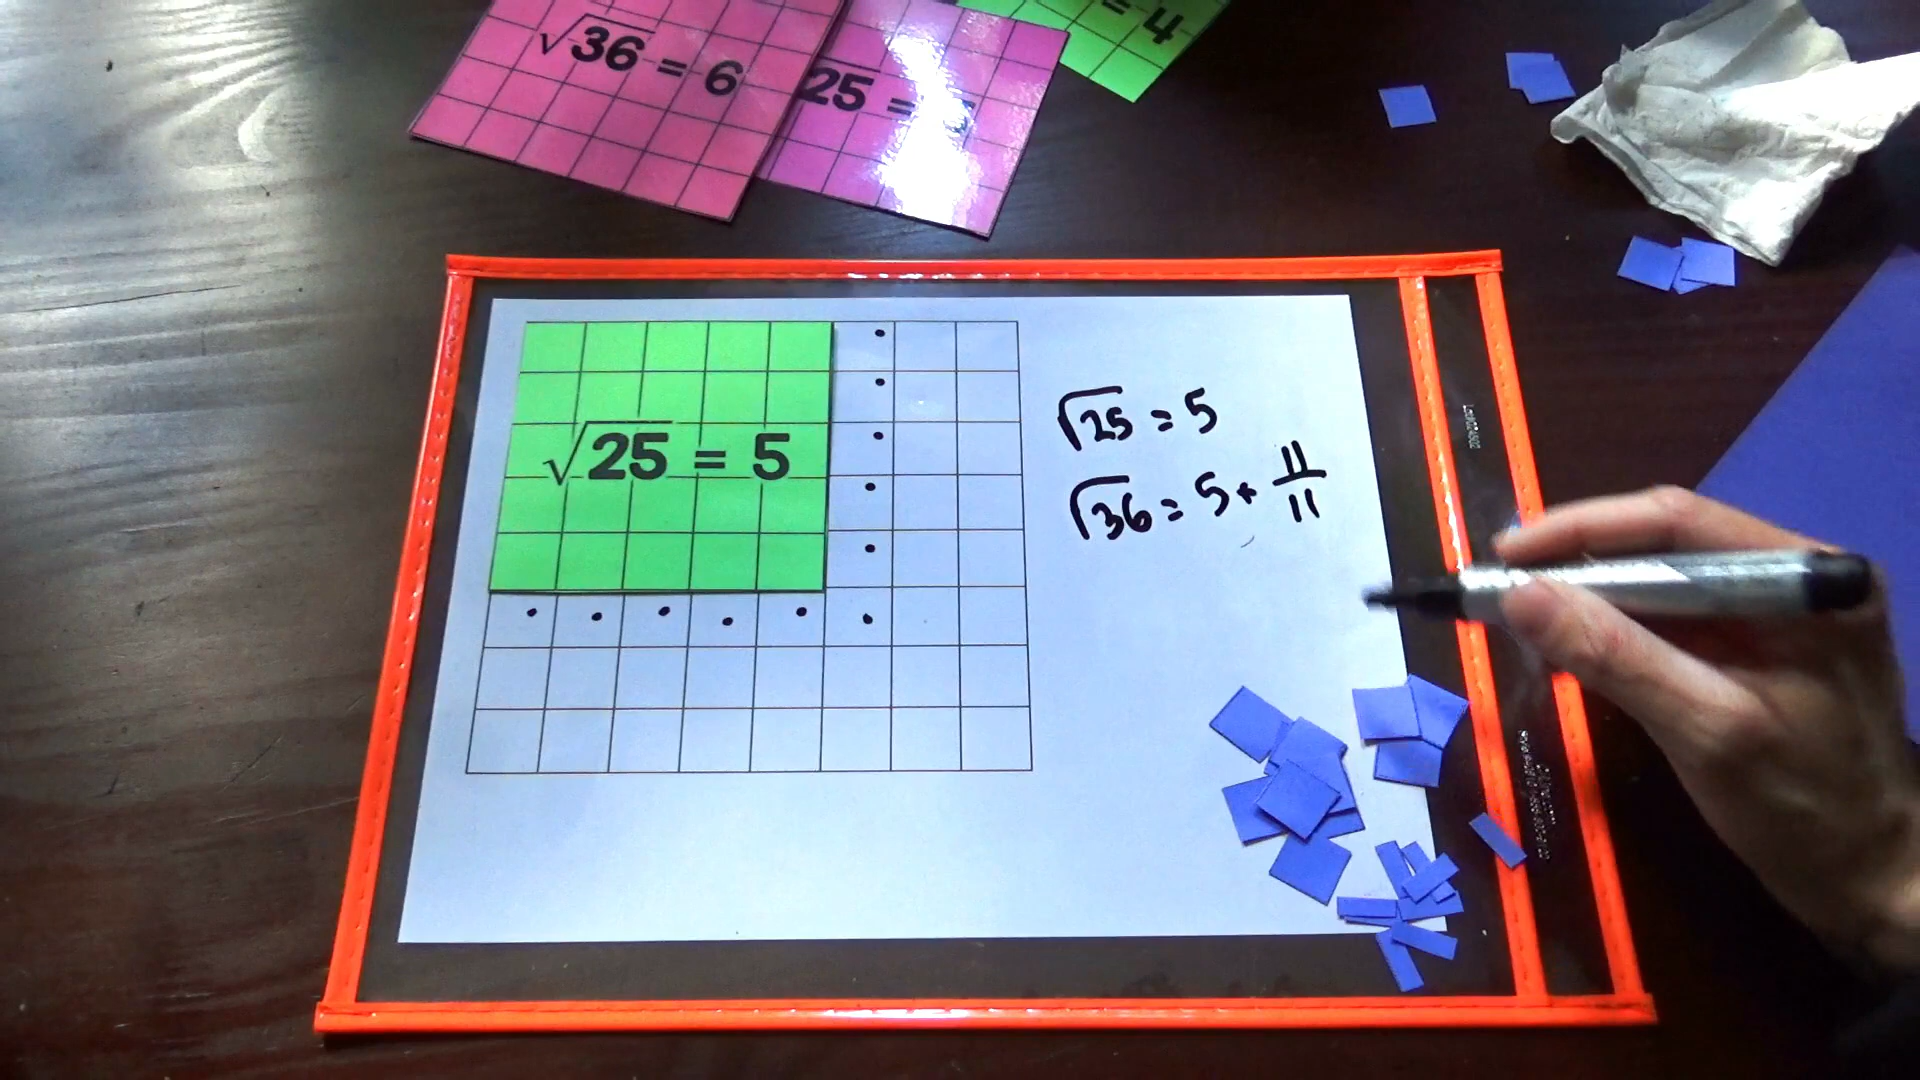 √36 = 6
25 =
= 4
√25 = 5
√25 = 5
√36 = 5 + 11/11